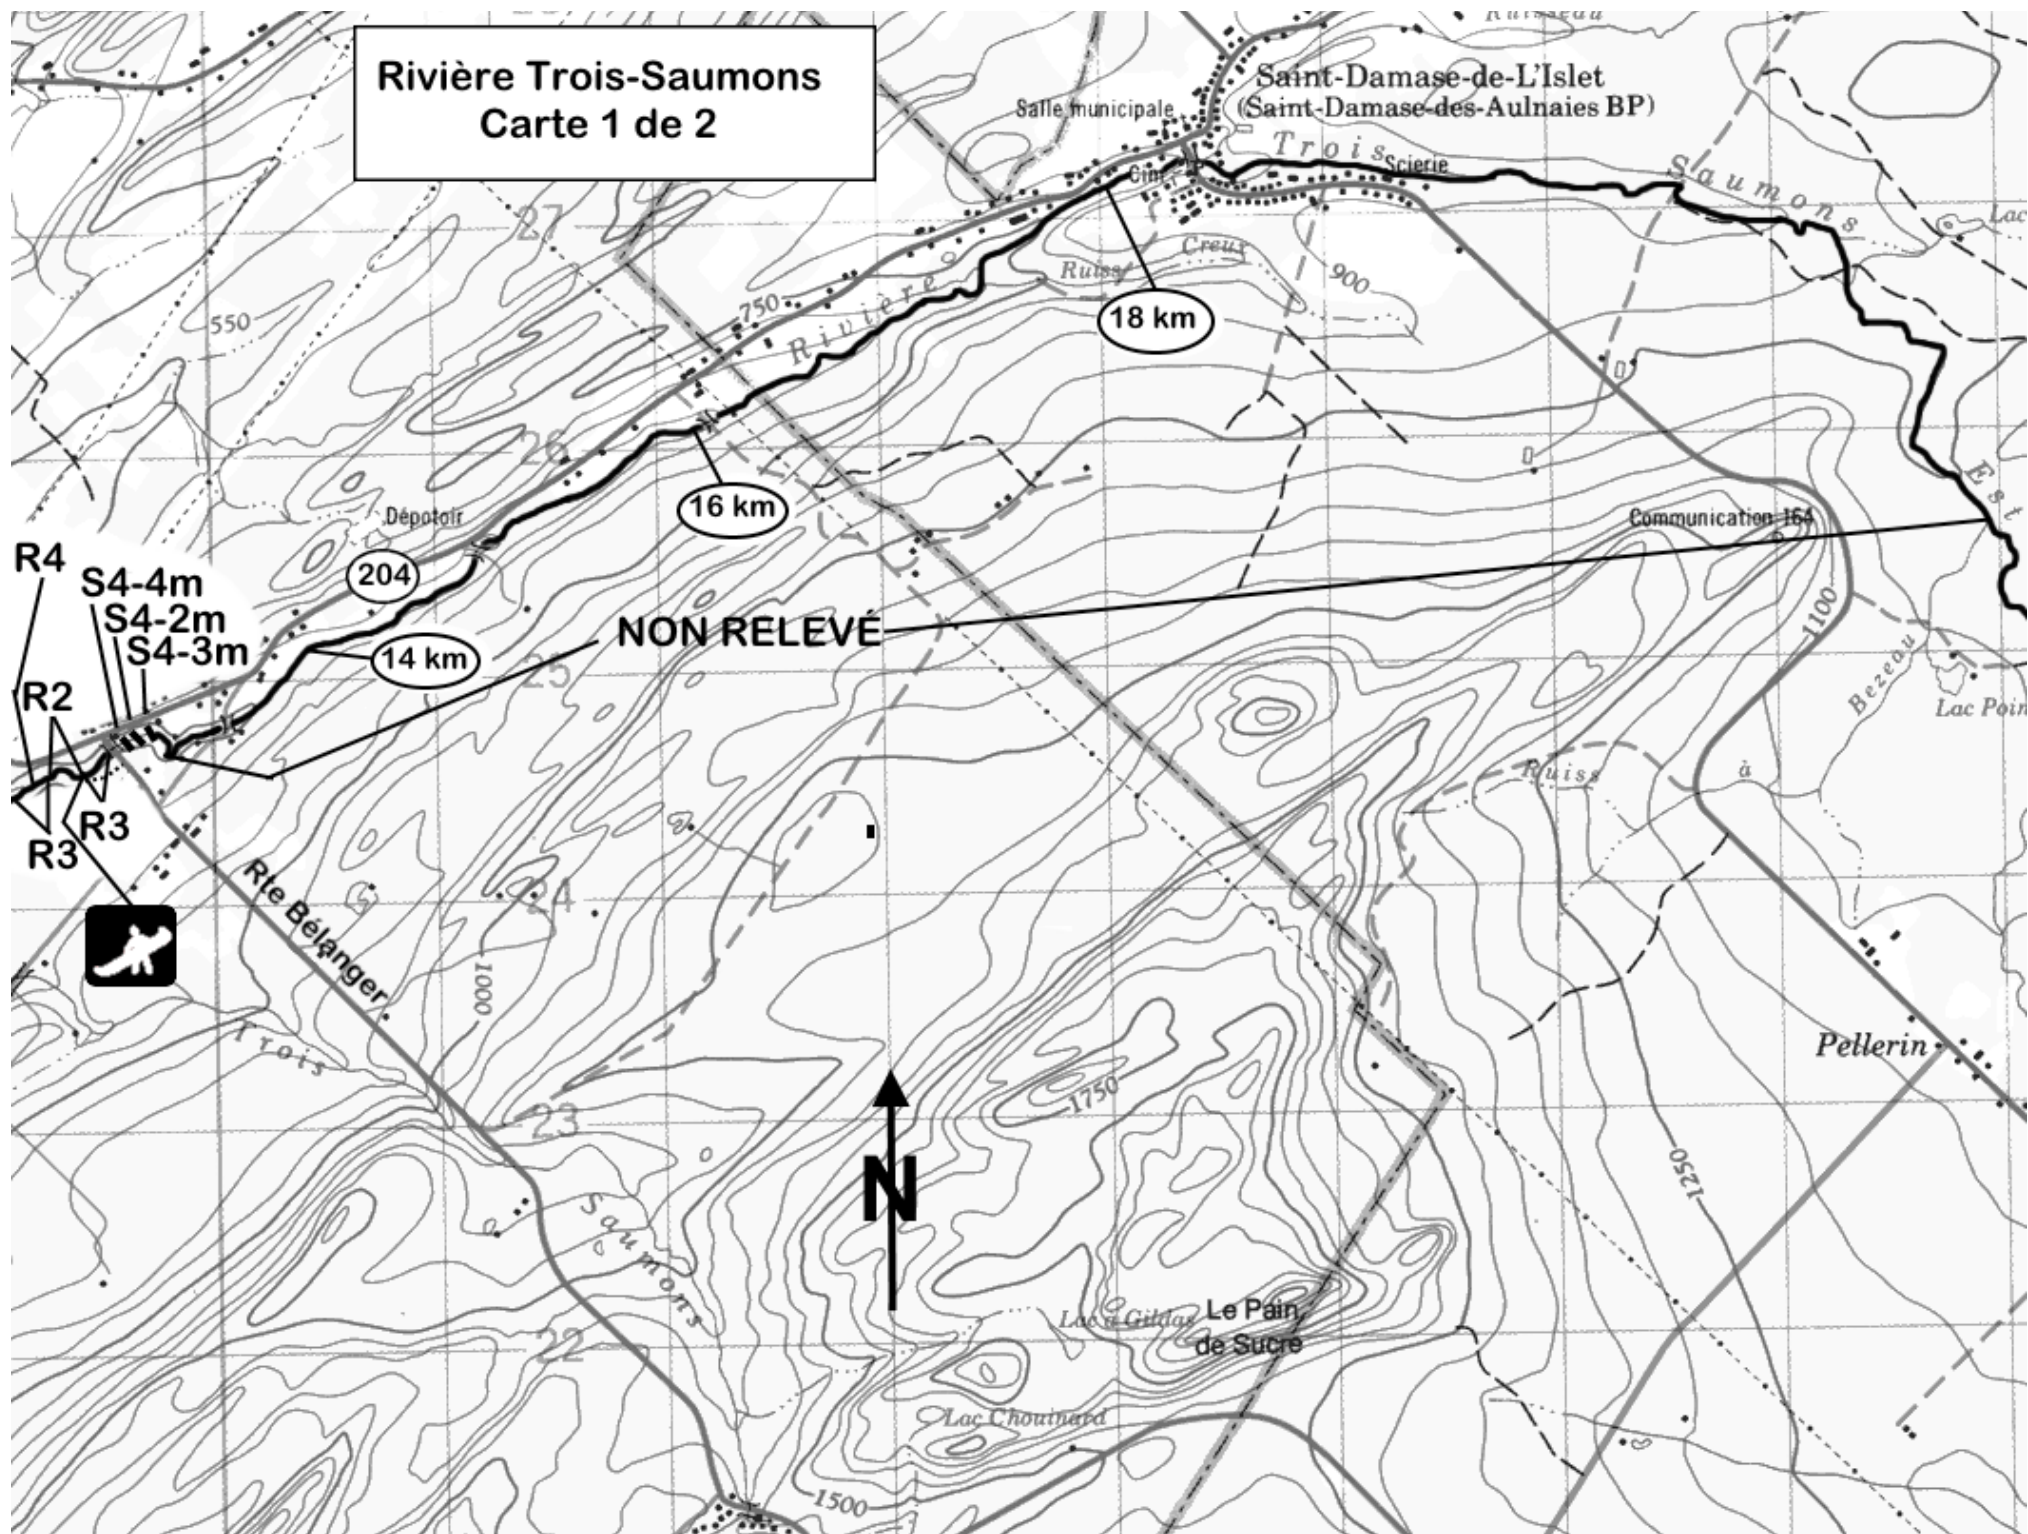 Rivière Trois-Saumons
Carte 1 de 2
Ruisseau
Saint-Damase-de-L'Islet
(Saint-Damase-des-Aulnaies BP)
Salle municipale
Trois
Scierie
Saumons
Cim
Lac
27
Creux
Ruiss
900
750
Rivière
550
18 km
26
16 km
Est
Dépotoir
Communication 164
204
R4
S4-4m
S4-2m
S4-3m
NON RELEVÉ
1100
14 km
25
Bezeau
R2
Lac Poin
Ruiss
à
R3
R3
Rte Bélanger
24
1000
Trois
Pellerin
1750
23
N
1250
Saumons
Lac à Gildas
Le Pain
de Sucre
22
Lac Chouinard
1500